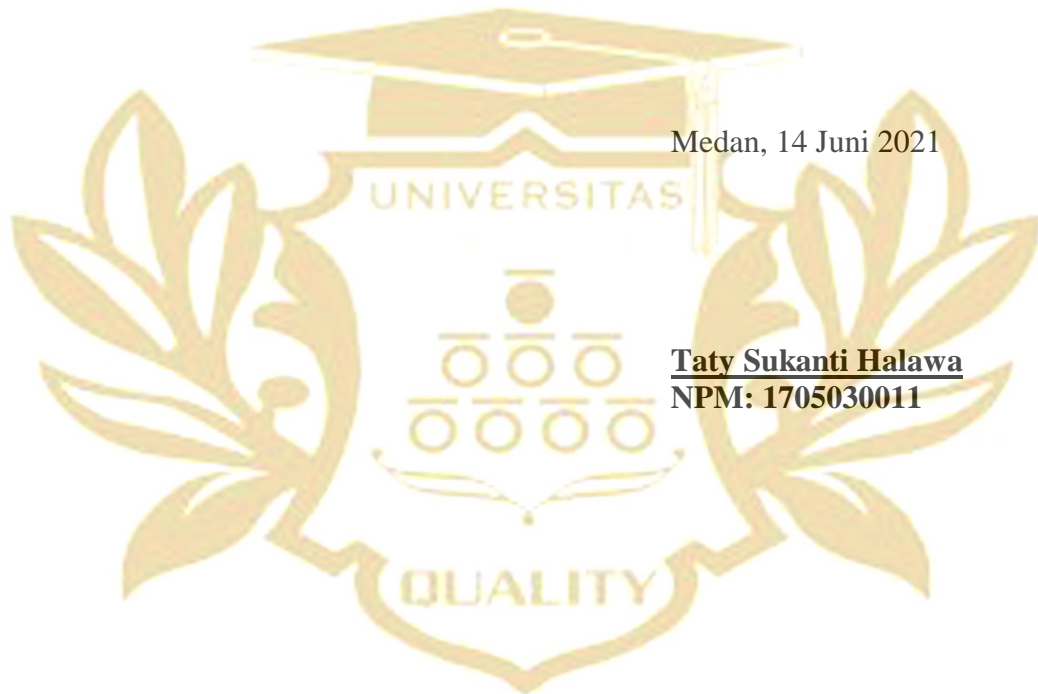 Medan, 14 Juni 2021
UNIVERSITAS
Taty Sukanti Halawa
NPM: 1705030011
QUALITY